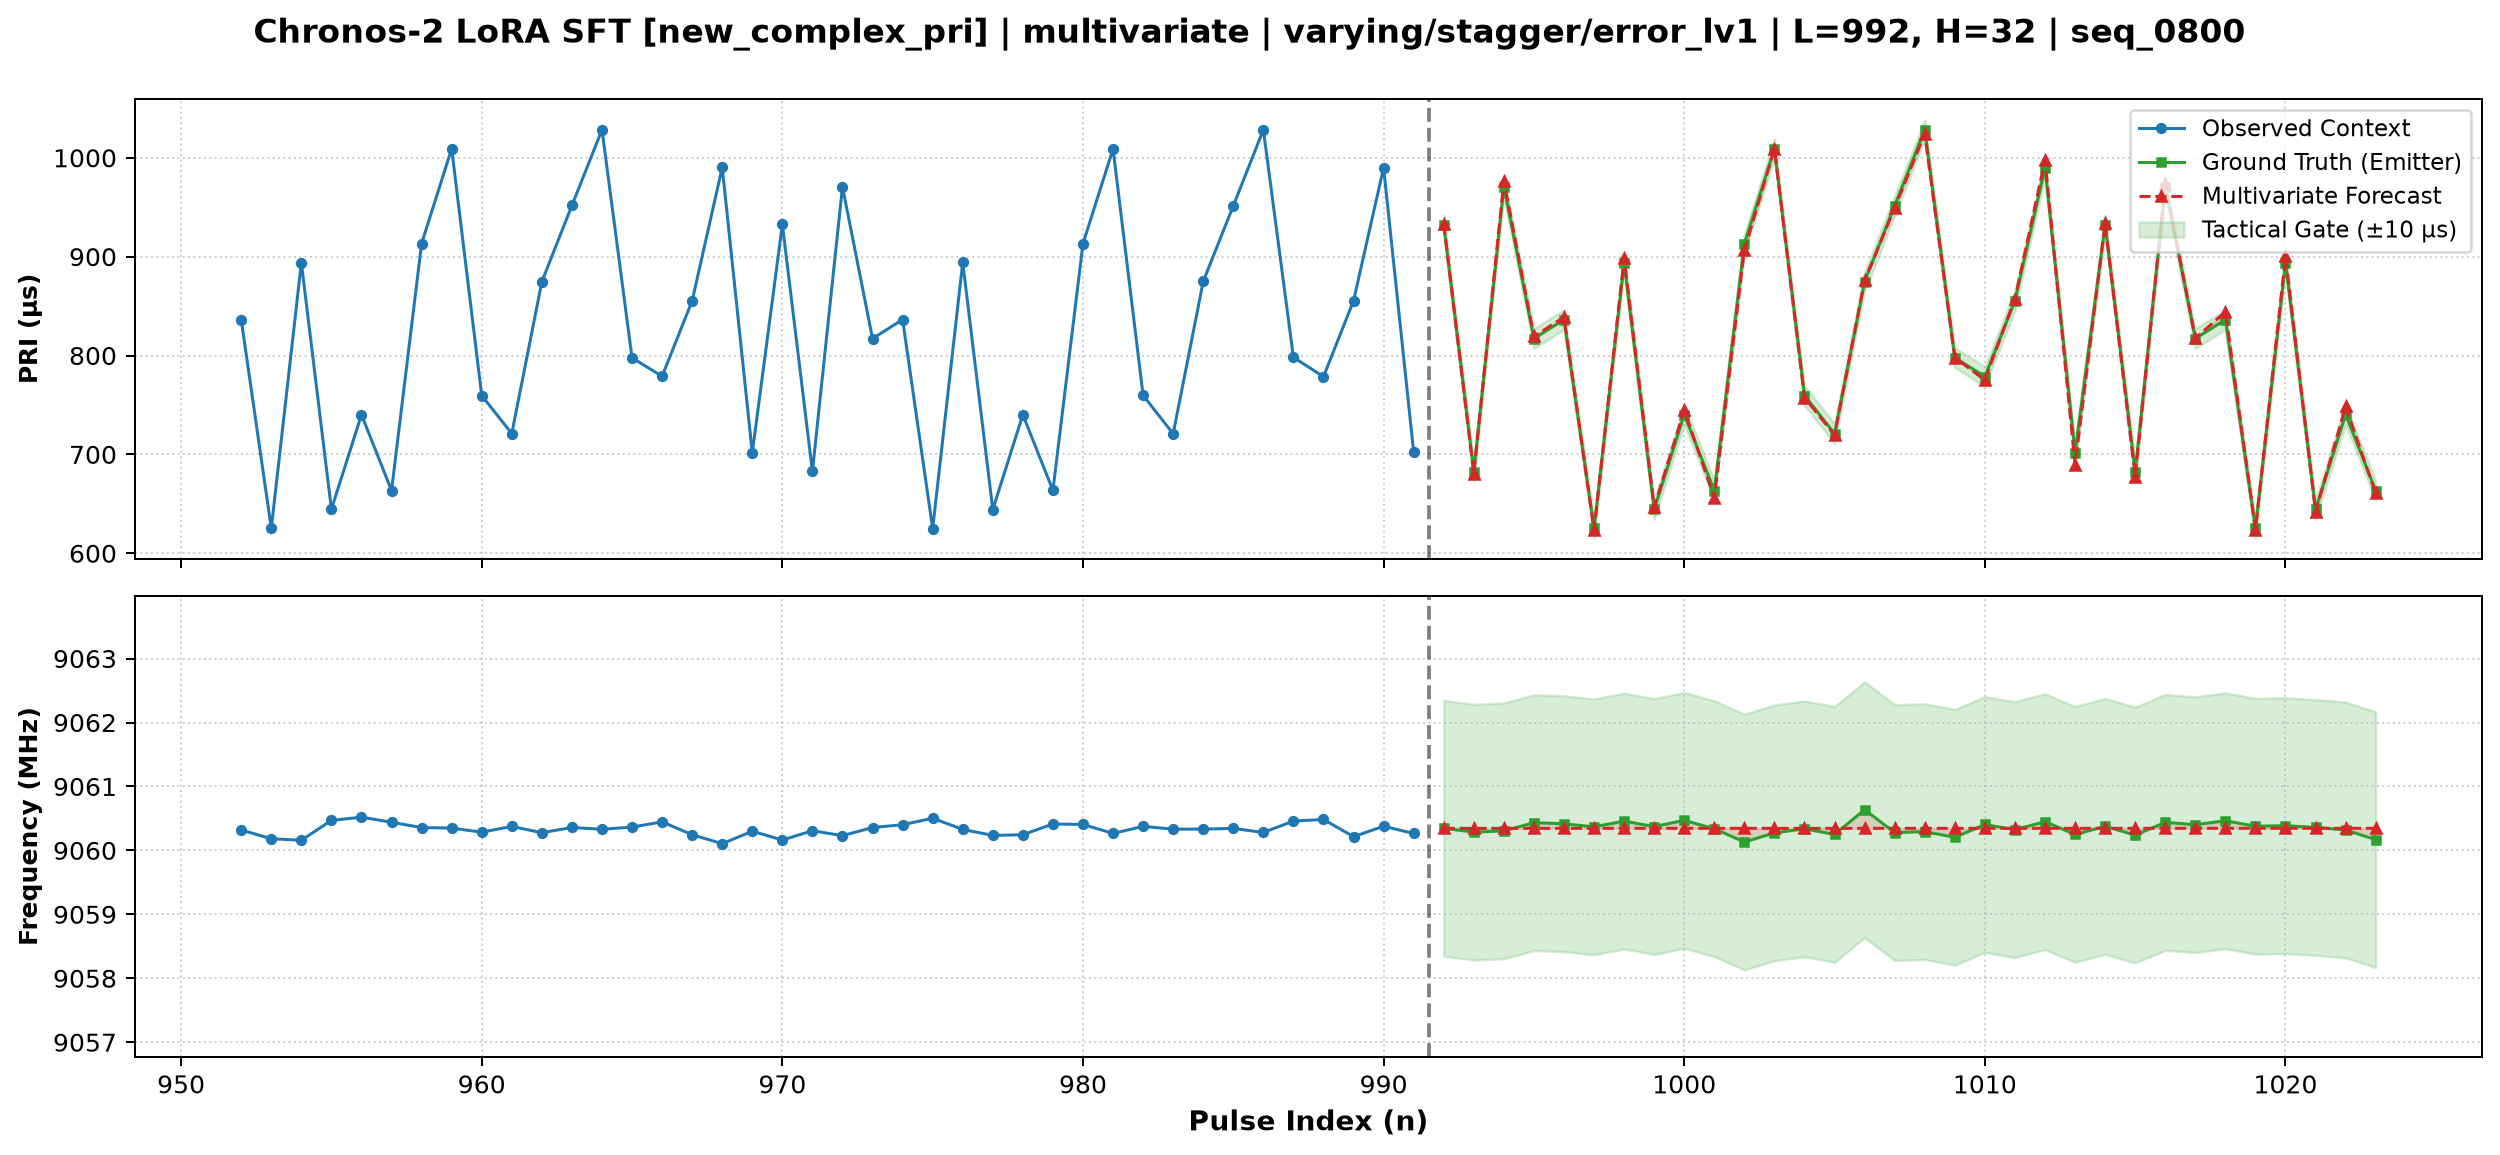 Chronos-2 LoRA SFT [new_complex_pri] | multivariate | varying/stagger/error_lv1 | L=992, H=32 | seq_0800
PRI (µs)
1000
900
800
700
600
Observed Context
Ground Truth (Emitter)
Multivariate Forecast
Tactical Gate (±10 µs)
Frequency (MHz)
9063
9062
9061
9060
9059
9058
9057
950 960 970 980 990 1000 1010 1020
Pulse Index (n)